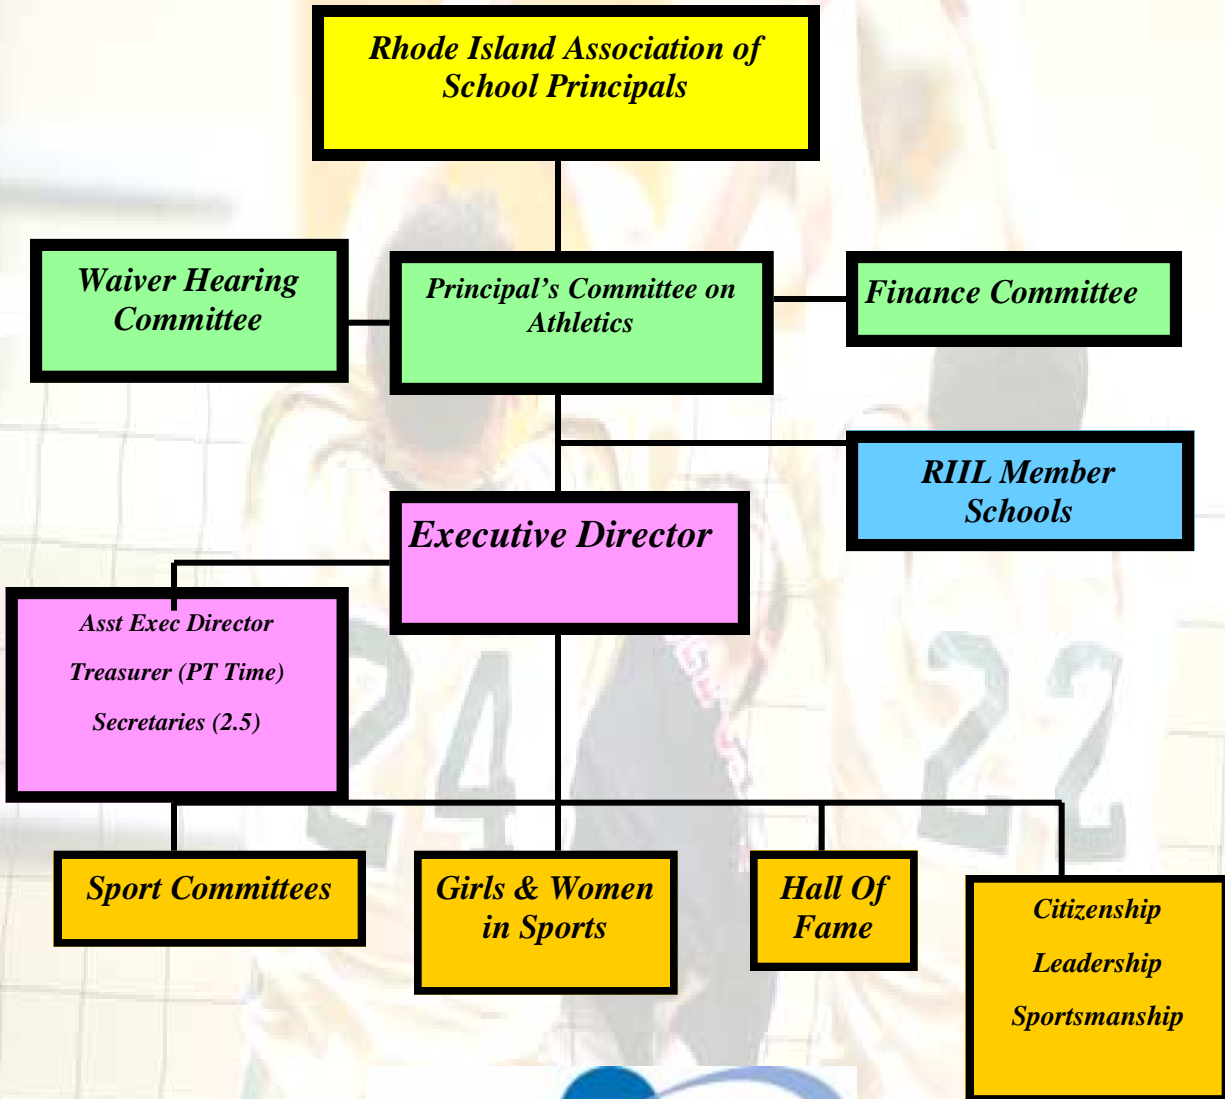 Rhode Island Association of
School Principals
Waiver Hearing
Committee
Principal’s Committee on
Athletics
Finance Committee
RIIL Member
Schools
Executive Director
Asst Exec Director
Treasurer (PT Time)
Secretaries (2.5)
24
22
Sport Committees
Girls & Women
in Sports
Hall Of
Fame
Citizenship
Leadership
Sportsmanship